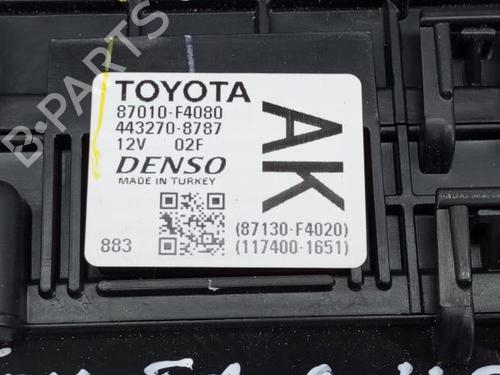 B-PARTS
TOYOTA
87010-F4080
443270-8787
12V 02F
DENSO
MADE IN TURKEY
883
AK
(87130-F4020)
(117400-1651)